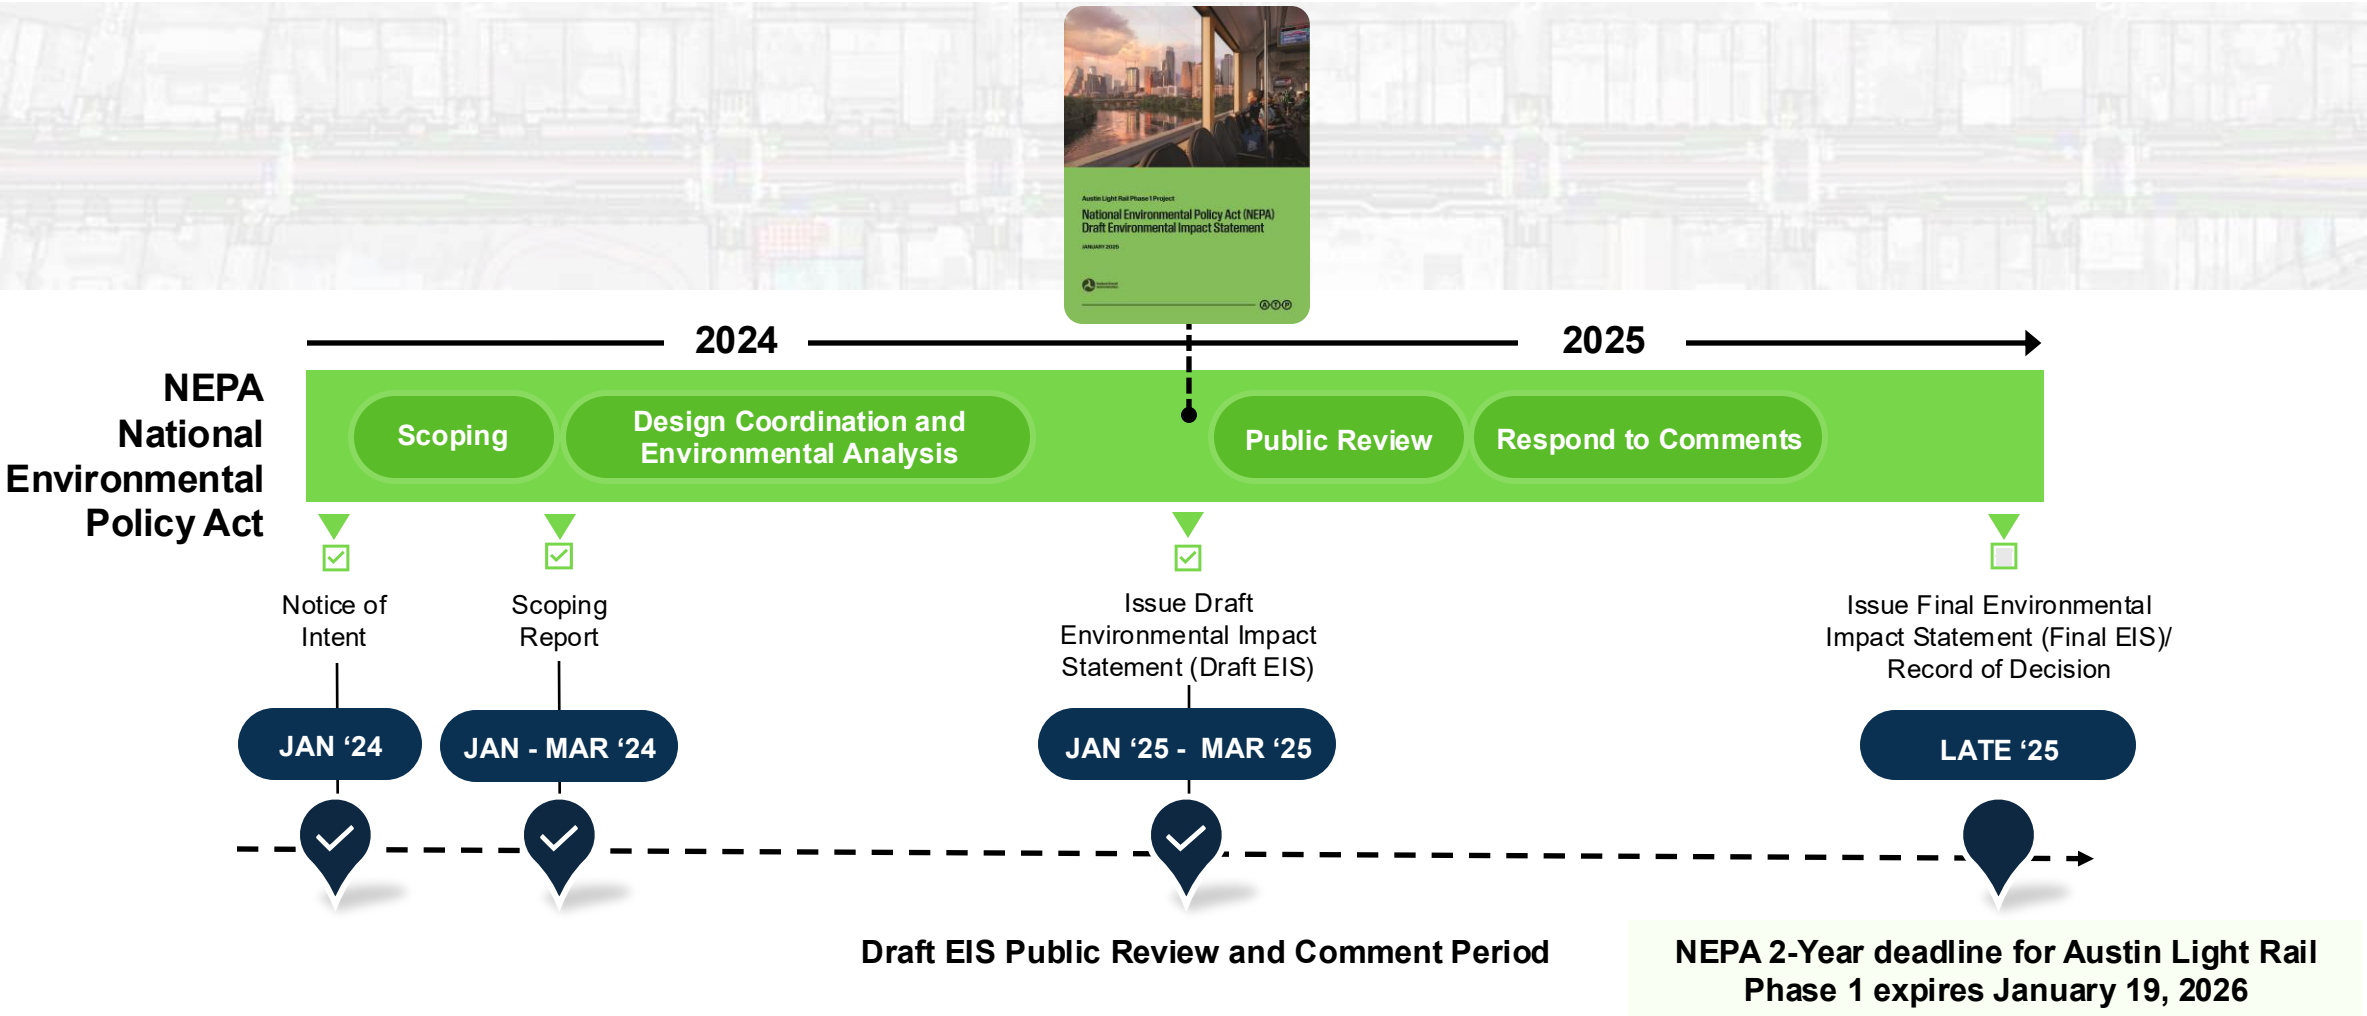 Austin Light Rail Phase 1 Project
National Environmental Policy Act (NEPA)
Draft Environmental Impact Statement
JANUARY 2025
A T P
2024
2025
NEPA
National
Environmental
Policy Act
Scoping
Design Coordination and
Environmental Analysis
Public Review
Respond to Comments
Notice of
Intent
Scoping
Report
Issue Draft
Environmental Impact
Statement (Draft EIS)
Issue Final Environmental
Impact Statement (Final EIS)/
Record of Decision
JAN ‘24
JAN - MAR ‘24
JAN ‘25 - MAR ‘25
LATE ‘25
Draft EIS Public Review and Comment Period
NEPA 2-Year deadline for Austin Light Rail
Phase 1 expires January 19, 2026